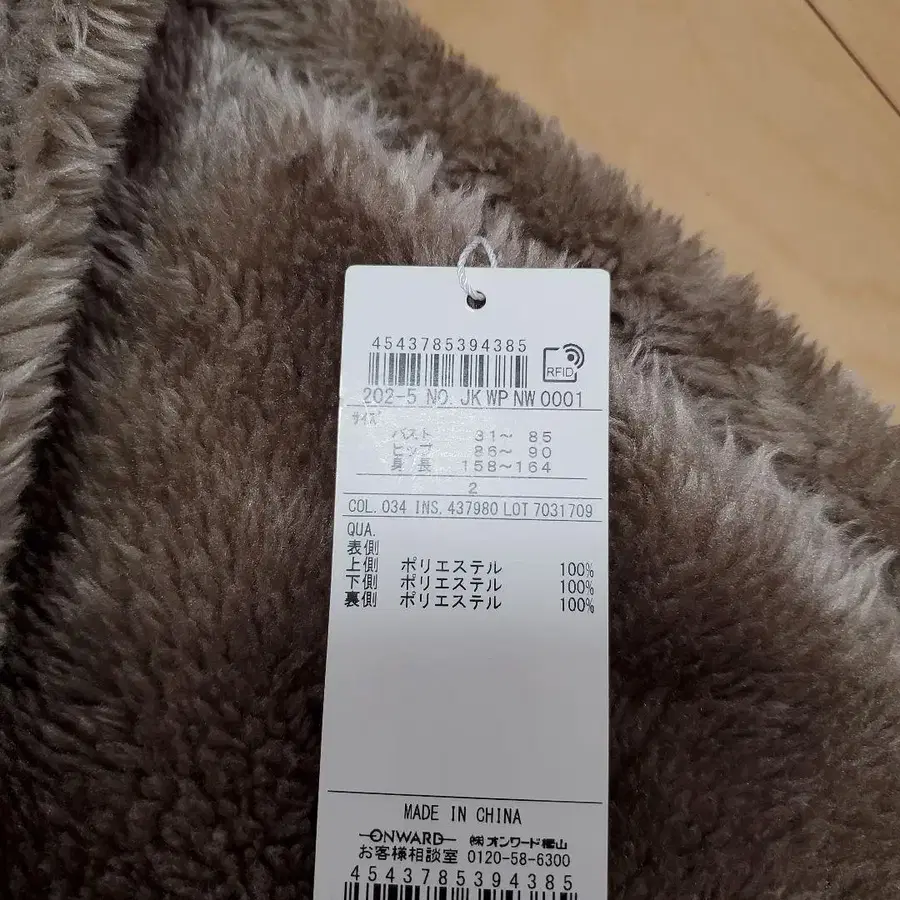 4543785394385
RFID
202-5 NO. JK WP NW 0001
サイズ
バスト 31～ 85
ヒップ 86～ 90
身長 158～164
2
COL. 034 INS. 437980 LOT 7031709
QUA.
表側
上側 ポリエステル 100%
下側 ポリエステル 100%
裏側 ポリエステル 100%
MADE IN CHINA
ONWARD ㈱オンワード樫山
お客様相談室 0120-58-6300
4543785394385